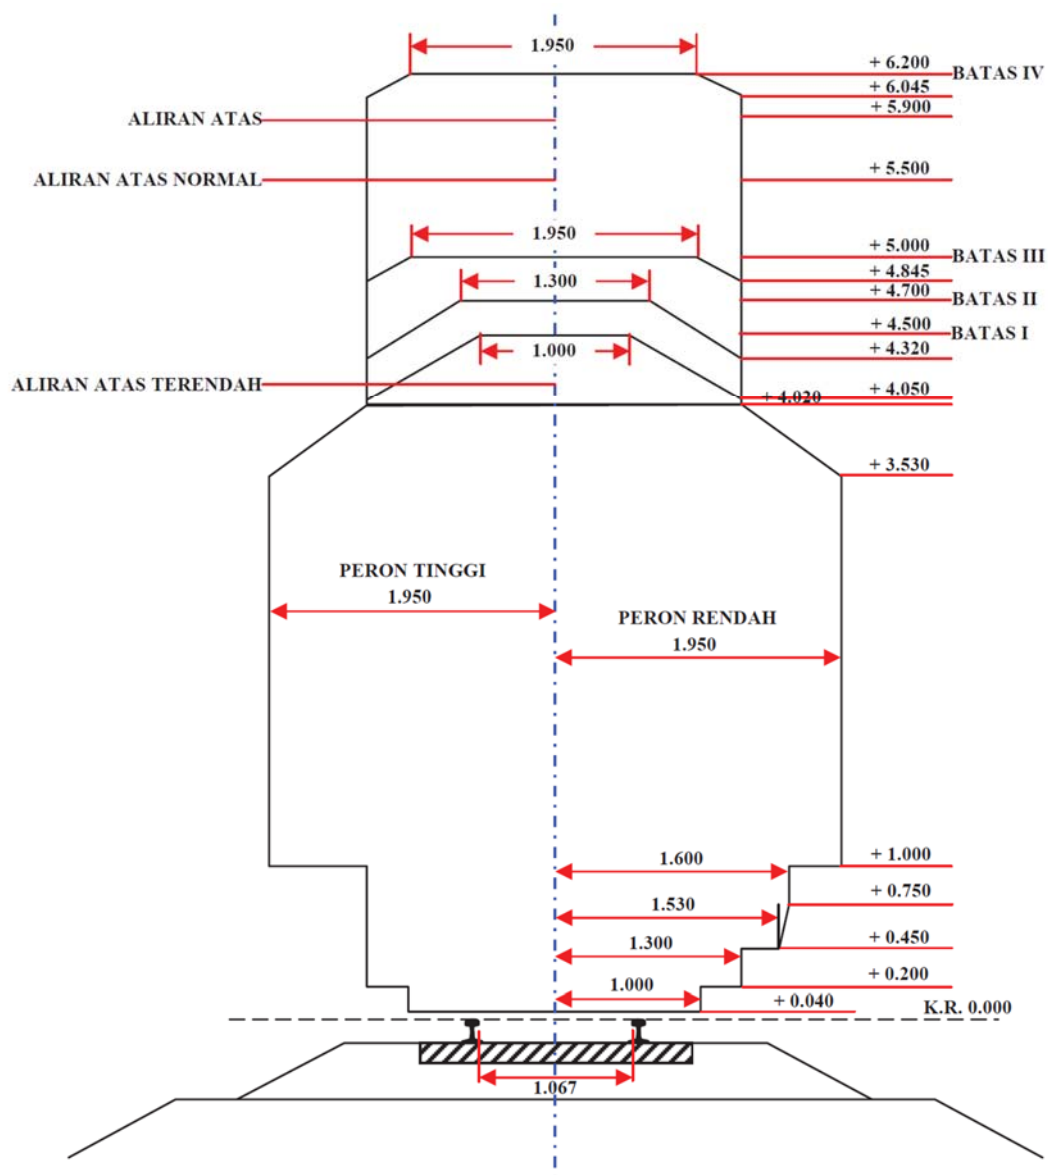 1.950
+ 6.200
BATAS IV
+ 6.045
+ 5.900
ALIRAN ATAS
ALIRAN ATAS NORMAL
+ 5.500
1.950
+ 5.000
BATAS III
+ 4.845
1.300
+ 4.700
BATAS II
+ 4.500
BATAS I
1.000
+ 4.320
ALIRAN ATAS TERENDAH
+ 4.050
+ 4.020
+ 3.530
PERON TINGGI
1.950
PERON RENDAH
1.950
1.600
+ 1.000
+ 0.750
1.530
+ 0.450
1.300
+ 0.200
1.000
+ 0.040
K.R. 0.000
1.067